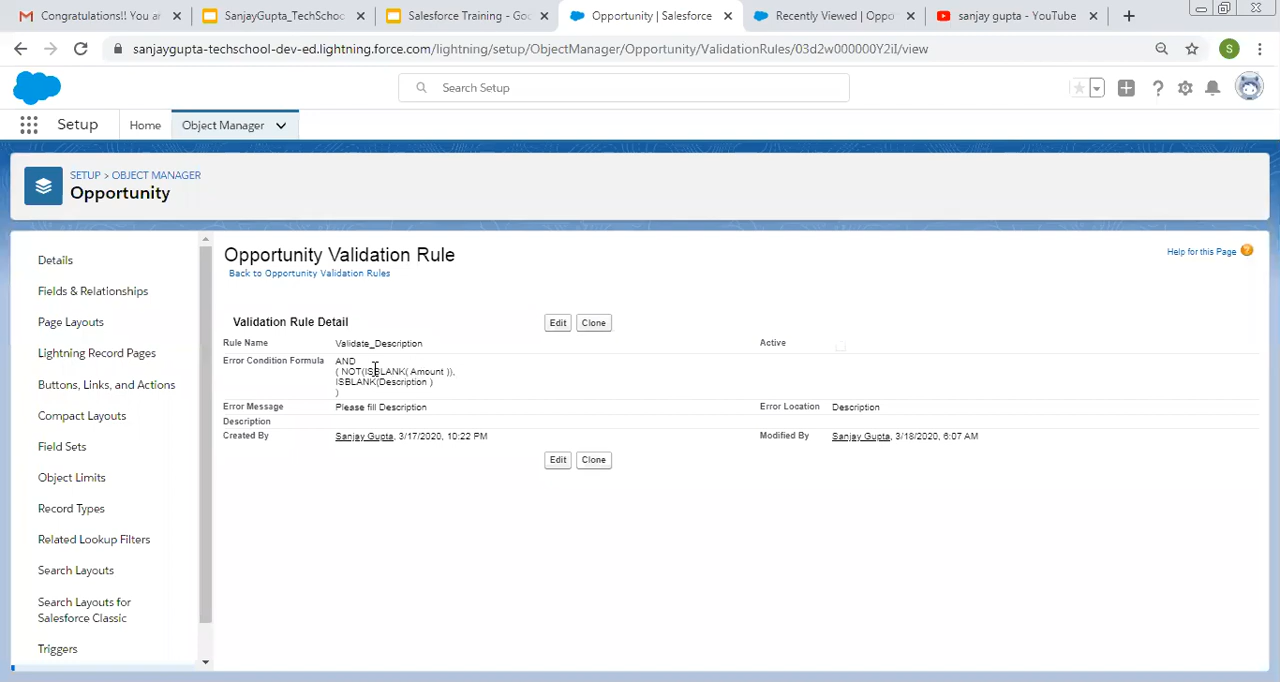 Congratulations!! You ar
SanjayGupta_TechSchoo
Salesforce Training - Goo
Opportunity | Salesforce
Recently Viewed | Oppo
sanjay gupta - YouTube
sanjaygupta-techschool-dev-ed.lightning.force.com/lightning/setup/ObjectManager/Opportunity/ValidationRules/03d2w000000Y2iI/view
S
Search Setup
Setup
Home
Object Manager
SETUP > OBJECT MANAGER
Opportunity
Details
Fields & Relationships
Page Layouts
Lightning Record Pages
Buttons, Links, and Actions
Compact Layouts
Field Sets
Object Limits
Record Types
Related Lookup Filters
Search Layouts
Search Layouts for
Salesforce Classic
Triggers
Opportunity Validation Rule
Back to Opportunity Validation Rules
Help for this Page
Validation Rule Detail
Edit Clone
Rule Name Validate_Description Active
Error Condition Formula AND
( NOT(ISBLANK( Amount )),
ISBLANK(Description )
)
Error Message Please fill Description Error Location Description
Description
Created By Sanjay Gupta, 3/17/2020, 10:22 PM Modified By Sanjay Gupta, 3/18/2020, 6:07 AM
Edit Clone